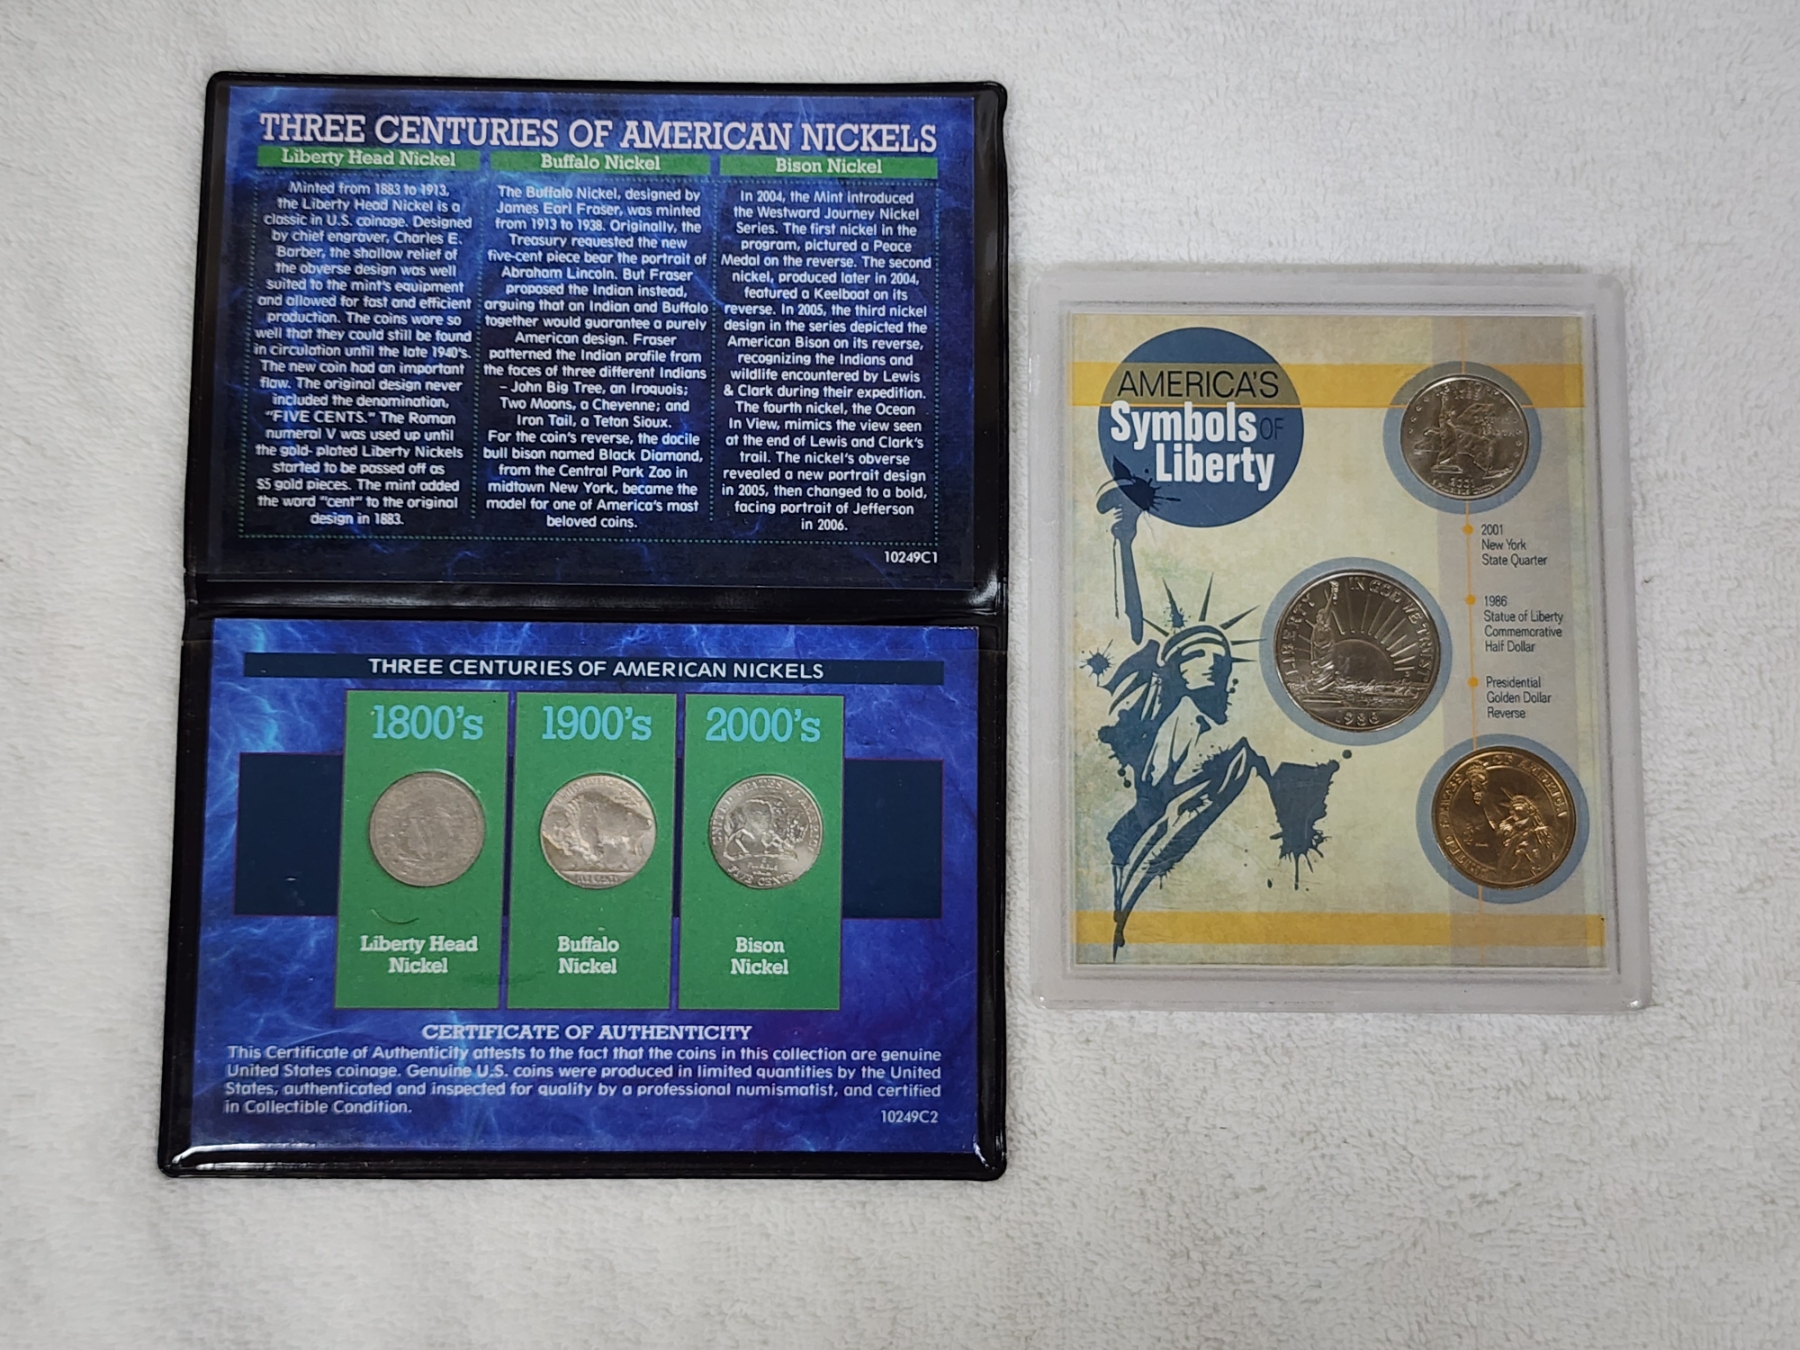 THREE CENTURIES OF AMERICAN NICKELS
Liberty Head Nickel
Minted from 1883 to 1913,
the Liberty Head Nickel is a
classic in U.S. coinage. Designed
by chief engraver, Charles E.
Barber, the shallow relief of
the obverse design was well
suited to the mint's equipment
and allowed for fast and efficient
production. The coins wore so
well that they could still be found
in circulation until the late 1940's.
The new coin had an important
flaw. The original design never
included the denomination,
"FIVE CENTS." The Roman
numeral V was used up until
the gold- plated Liberty Nickels
started to be passed off as
$5 gold pieces. The mint added
the word "cent" to the original
design in 1883.
Buffalo Nickel
The Buffalo Nickel, designed by
James Earl Fraser, was minted
from 1913 to 1938. Originally, the
Treasury requested the new
five-cent piece bear the portrait of
Abraham Lincoln. But Fraser
proposed the Indian instead,
arguing that an Indian and Buffalo
together would guarantee a purely
American design. Fraser
patterned the Indian profile from
the faces of three different Indians
– John Big Tree, an Iroquois;
Two Moons, a Cheyenne; and
Iron Tail, a Teton Sioux.
For the coin's reverse, the docile
bull bison named Black Diamond,
from the Central Park Zoo in
midtown New York, became the
model for one of America's most
beloved coins.
Bison Nickel
In 2004, the Mint introduced
the Westward Journey Nickel
Series. The first nickel in the
program, pictured a Peace
Medal on the reverse. The second
nickel, produced later in 2004,
featured a Keelboat on its
reverse. In 2005, the third nickel
design in the series depicted the
American Bison on its reverse,
recognizing the Indians and
wildlife encountered by Lewis
& Clark during their expedition.
The fourth nickel, the Ocean
In View, mimics the view seen
at the end of Lewis and Clark's
trail. The nickel's obverse
revealed a new portrait design
in 2005, then changed to a bold,
facing portrait of Jefferson
in 2006.
10249C1
THREE CENTURIES OF AMERICAN NICKELS
1800's
Liberty Head
Nickel
1900's
FIVE CENTS
Buffalo
Nickel
2000's
UNITED STATES OF AMERICA
FIVE CENTS
Bison
Nickel
CERTIFICATE OF AUTHENTICITY
This Certificate of Authenticity attests to the fact that the coins in this collection are genuine
United States coinage. Genuine U.S. coins were produced in limited quantities by the United
States, authenticated and inspected for quality by a professional numismatist, and certified
in Collectible Condition.
10249C2
AMERICA'S
Symbols OF
Liberty
2001
2001
New York
State Quarter
1986
Statue of Liberty
Commemorative
Half Dollar
Presidential
Golden Dollar
Reverse
LIBERTY
IN GOD WE TRUST
1986
UNITED STATES OF AMERICA
$1